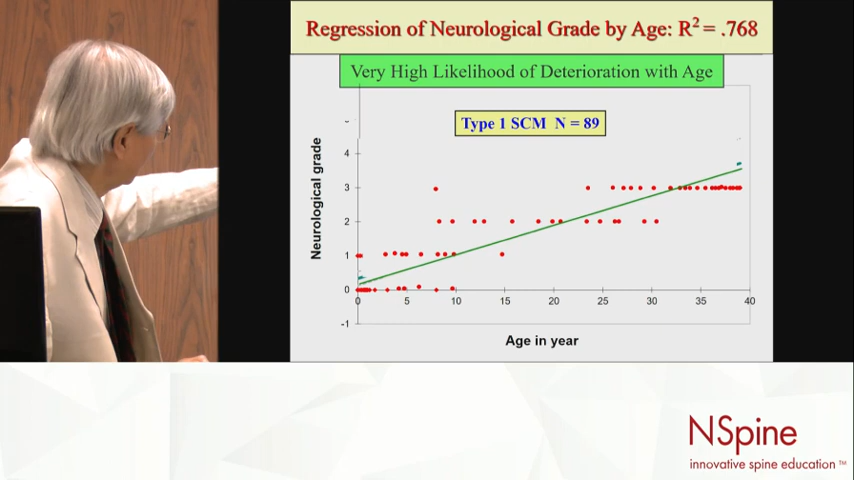 Regression of Neurological Grade by Age: R² = .768
Very High Likelihood of Deterioration with Age
Type 1 SCM N = 89
Neurological grade
4
3
2
1
0
-1
0 5 10 15 20 25 30 35 40
Age in year
NSpine
innovative spine education ™